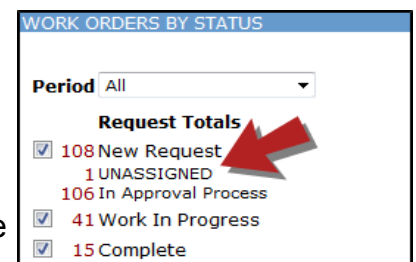 WORK ORDERS BY STATUS
Period All
Request Totals
108 New Request
1 UNASSIGNED
106 In Approval Process
e
41 Work In Progress
15 Complete